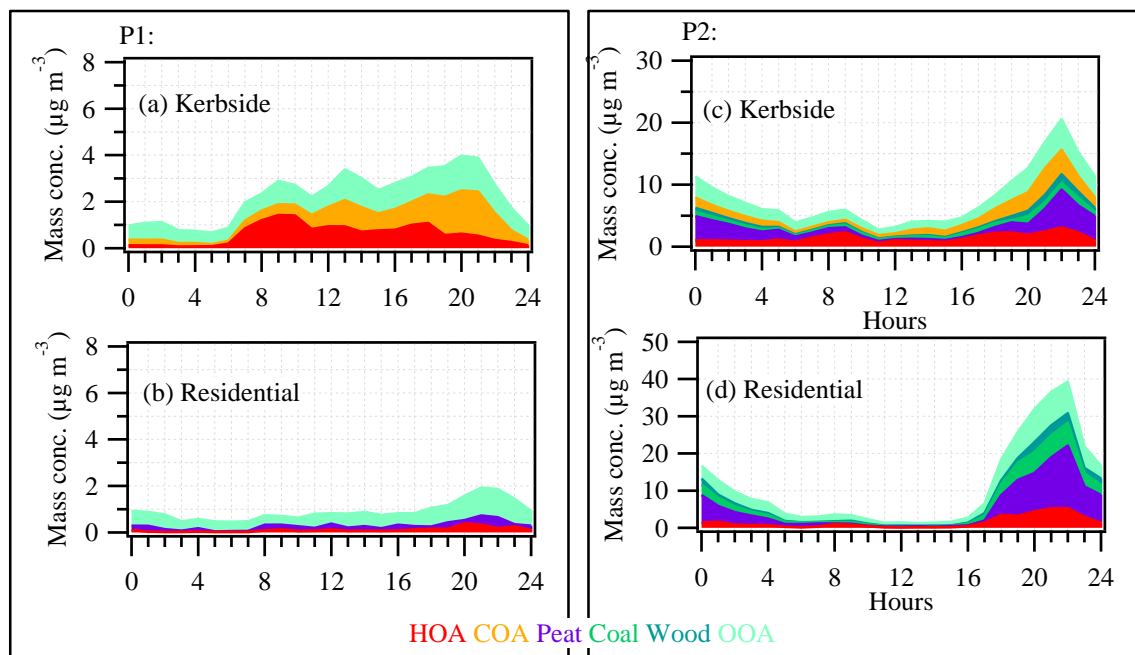 P1:
Mass conc. (µg m-3)
8
6
4
2
0
(a) Kerbside
0 4 8 12 16 20 24
Mass conc. (µg m-3)
8
6
4
2
0
(b) Residential
0 4 8 12 16 20 24
P2:
Mass conc. (µg m-3)
30
20
10
0
(c) Kerbside
0 4 8 12 16 20 24
Hours
Mass conc. (µg m-3)
50
40
30
20
10
0
(d) Residential
0 4 8 12 16 20 24
Hours
HOA COA Peat Coal Wood OOA